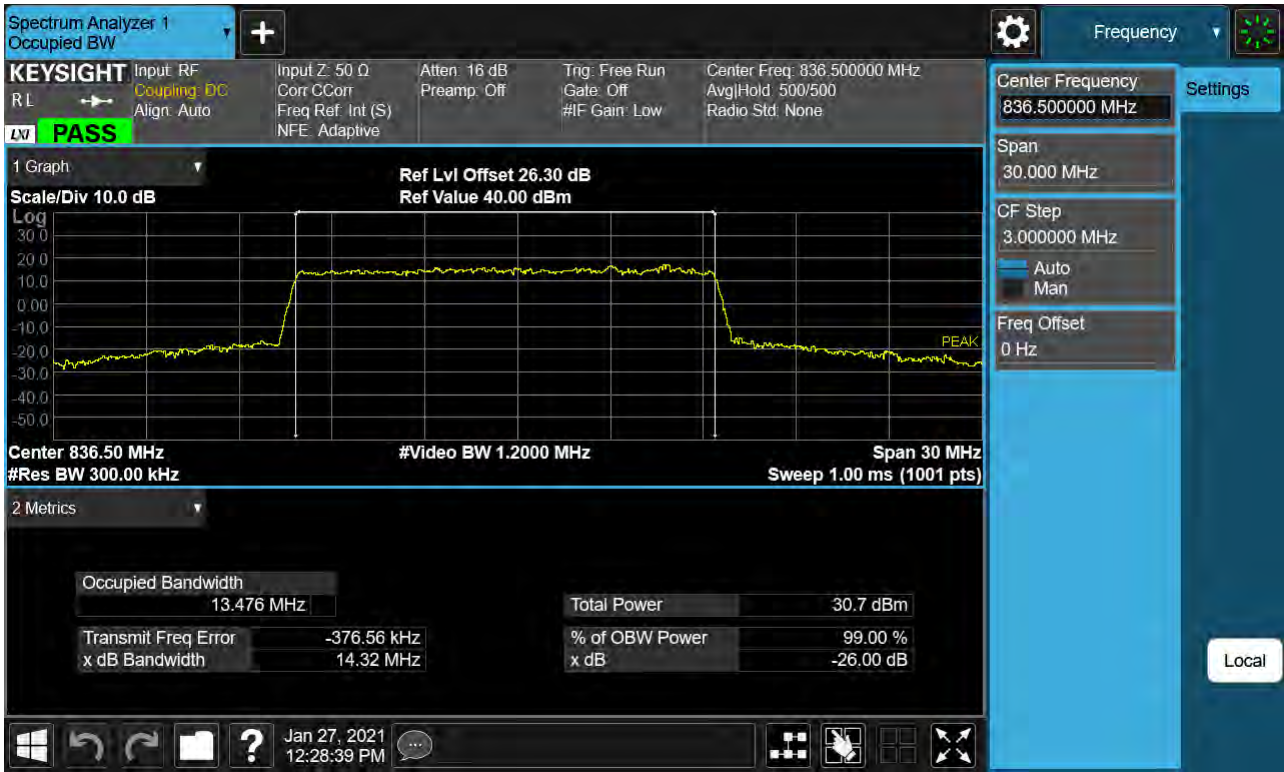 Spectrum Analyzer 1
Occupied BW
+
Frequency
KEYSIGHT
RL
LXI PASS
Input: RF
Coupling: DC
Align: Auto
Input Z: 50 Ω
Corr CCorr
Freq Ref: Int (S)
NFE: Adaptive
Atten: 16 dB
Preamp: Off
Trig: Free Run
Gate: Off
#IF Gain: Low
Center Freq: 836.500000 MHz
Avg|Hold: 500/500
Radio Std: None
Center Frequency
836.500000 MHz
Settings
Span
30.000 MHz
CF Step
3.000000 MHz
Auto
Man
Freq Offset
0 Hz
Local
1 Graph
Scale/Div 10.0 dB
Ref Lvl Offset 26.30 dB
Ref Value 40.00 dBm
Log
30.0
20.0
10.0
0.00
-10.0
-20.0
-30.0
-40.0
-50.0
PEAK
Center 836.50 MHz
#Video BW 1.2000 MHz
Span 30 MHz
#Res BW 300.00 kHz
Sweep 1.00 ms (1001 pts)
2 Metrics
Occupied Bandwidth
13.476 MHz
Total Power 30.7 dBm
Transmit Freq Error -376.56 kHz
% of OBW Power 99.00 %
x dB Bandwidth 14.32 MHz
x dB -26.00 dB
?
Jan 27, 2021
12:28:39 PM